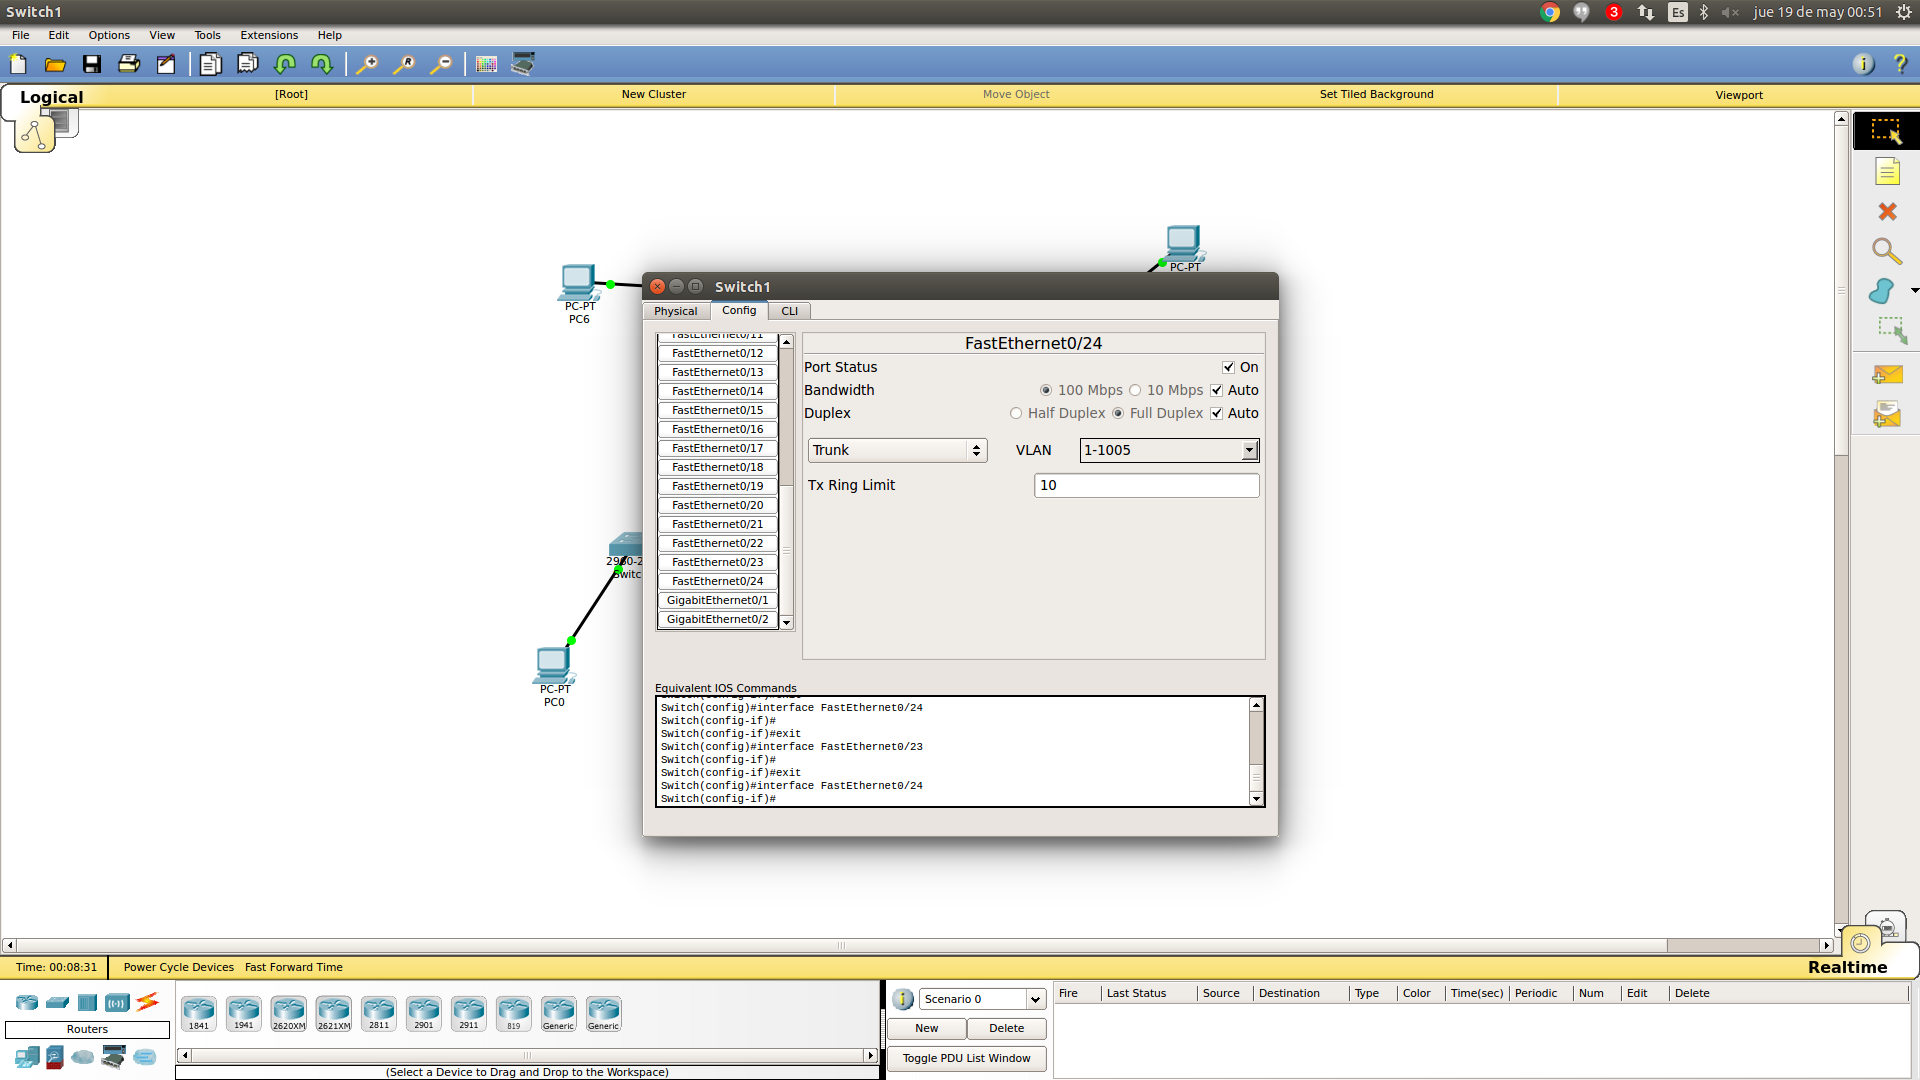 Switch1
3
Es
jue 19 de may 00:51
File Edit Options View Tools Extensions Help
Logical
[Root]
New Cluster
Move Object
Set Tiled Background
Viewport
PC-PT
PC6
PC-PT
Switch1
Physical
Config
CLI
FastEthernet0/11
FastEthernet0/12
FastEthernet0/13
FastEthernet0/14
FastEthernet0/15
FastEthernet0/16
FastEthernet0/17
FastEthernet0/18
FastEthernet0/19
FastEthernet0/20
FastEthernet0/21
FastEthernet0/22
FastEthernet0/23
FastEthernet0/24
GigabitEthernet0/1
GigabitEthernet0/2
FastEthernet0/24
Port Status On
Bandwidth 100 Mbps 10 Mbps Auto
Duplex Half Duplex Full Duplex Auto
Trunk VLAN 1-1005
Tx Ring Limit 10
Switc
PC-PT
PC0
Equivalent IOS Commands
Switch(config)#interface FastEthernet0/24
Switch(config-if)#
Switch(config-if)#exit
Switch(config)#interface FastEthernet0/23
Switch(config-if)#
Switch(config-if)#exit
Switch(config)#interface FastEthernet0/24
Switch(config-if)#
Time: 00:08:31 Power Cycle Devices Fast Forward Time
Realtime
Routers
1841 1941 2620XM 2621XM 2811 2901 2911 819 Generic Generic
(Select a Device to Drag and Drop to the Workspace)
Scenario 0
New Delete
Toggle PDU List Window
Fire Last Status Source Destination Type Color Time(sec) Periodic Num Edit Delete